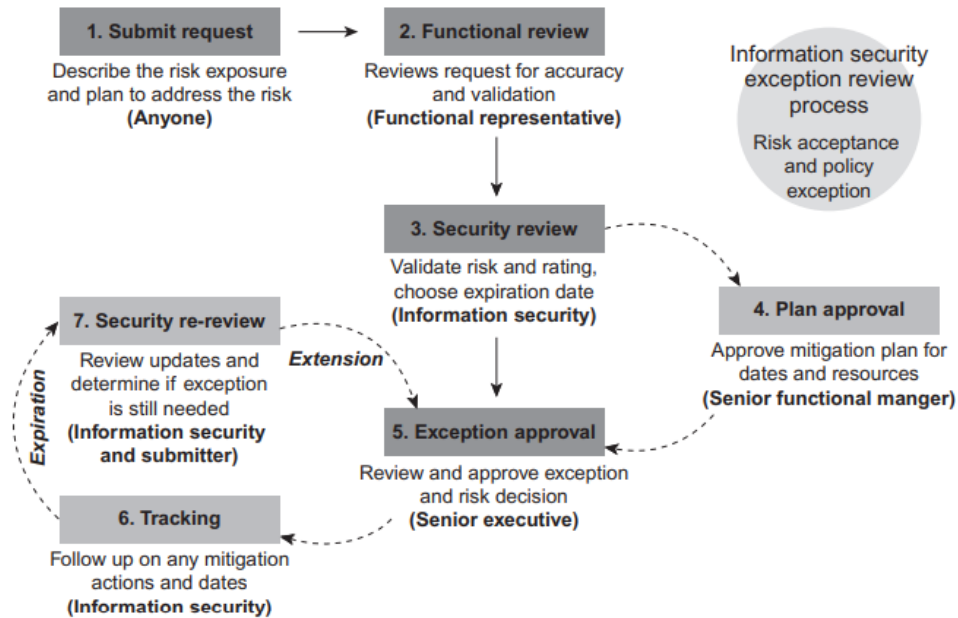 1. Submit request
Describe the risk exposure
and plan to address the risk
(Anyone)
2. Functional review
Reviews request for accuracy
and validation
(Functional representative)
Information security
exception review
process
Risk acceptance
and policy
exception
3. Security review
Validate risk and rating,
choose expiration date
(Information security)
4. Plan approval
Approve mitigation plan for
dates and resources
(Senior functional manger)
7. Security re-review
Review updates and
determine if exception
is still needed
(Information security
and submitter)
Extension
Expiration
5. Exception approval
Review and approve exception
and risk decision
(Senior executive)
6. Tracking
Follow up on any mitigation
actions and dates
(Information security)